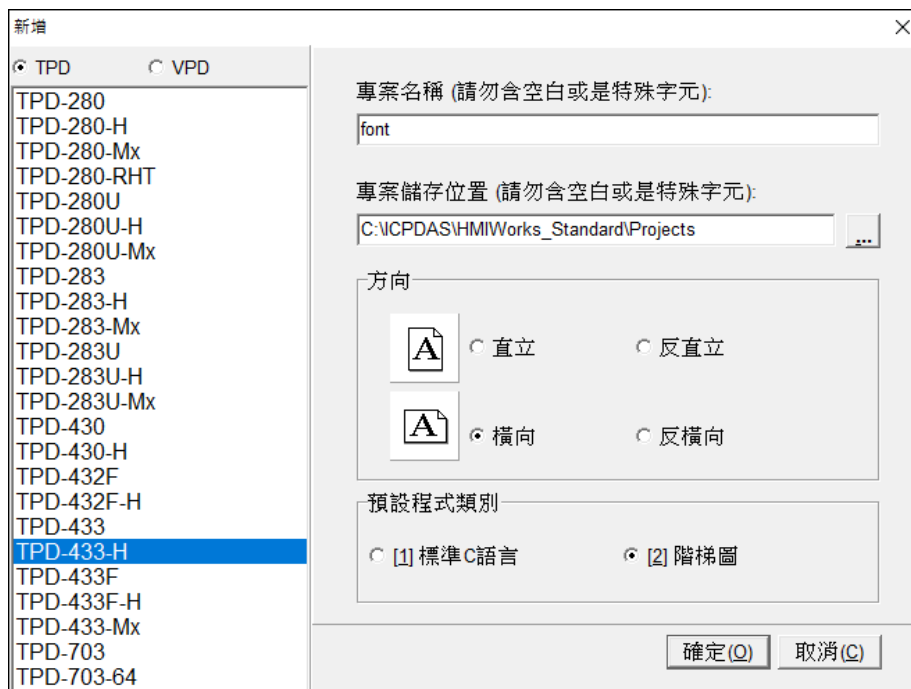 新增
TPD VPD
TPD-280
TPD-280-H
TPD-280-Mx
TPD-280-RHT
TPD-280U
TPD-280U-H
TPD-280U-Mx
TPD-283
TPD-283-H
TPD-283-Mx
TPD-283U
TPD-283U-H
TPD-283U-Mx
TPD-430
TPD-430-H
TPD-432F
TPD-432F-H
TPD-433
TPD-433-H
TPD-433F
TPD-433F-H
TPD-433-Mx
TPD-703
TPD-703-64
專案名稱 (請勿含空白或是特殊字元):
font
專案儲存位置 (請勿含空白或是特殊字元):
C:\ICPDAS\HMIWorks_Standard\Projects
...
方向
A 直立 反直立
A 橫向 反橫向
預設程式類別
[1] 標準C語言 [2] 階梯圖
確定(O) 取消(C)